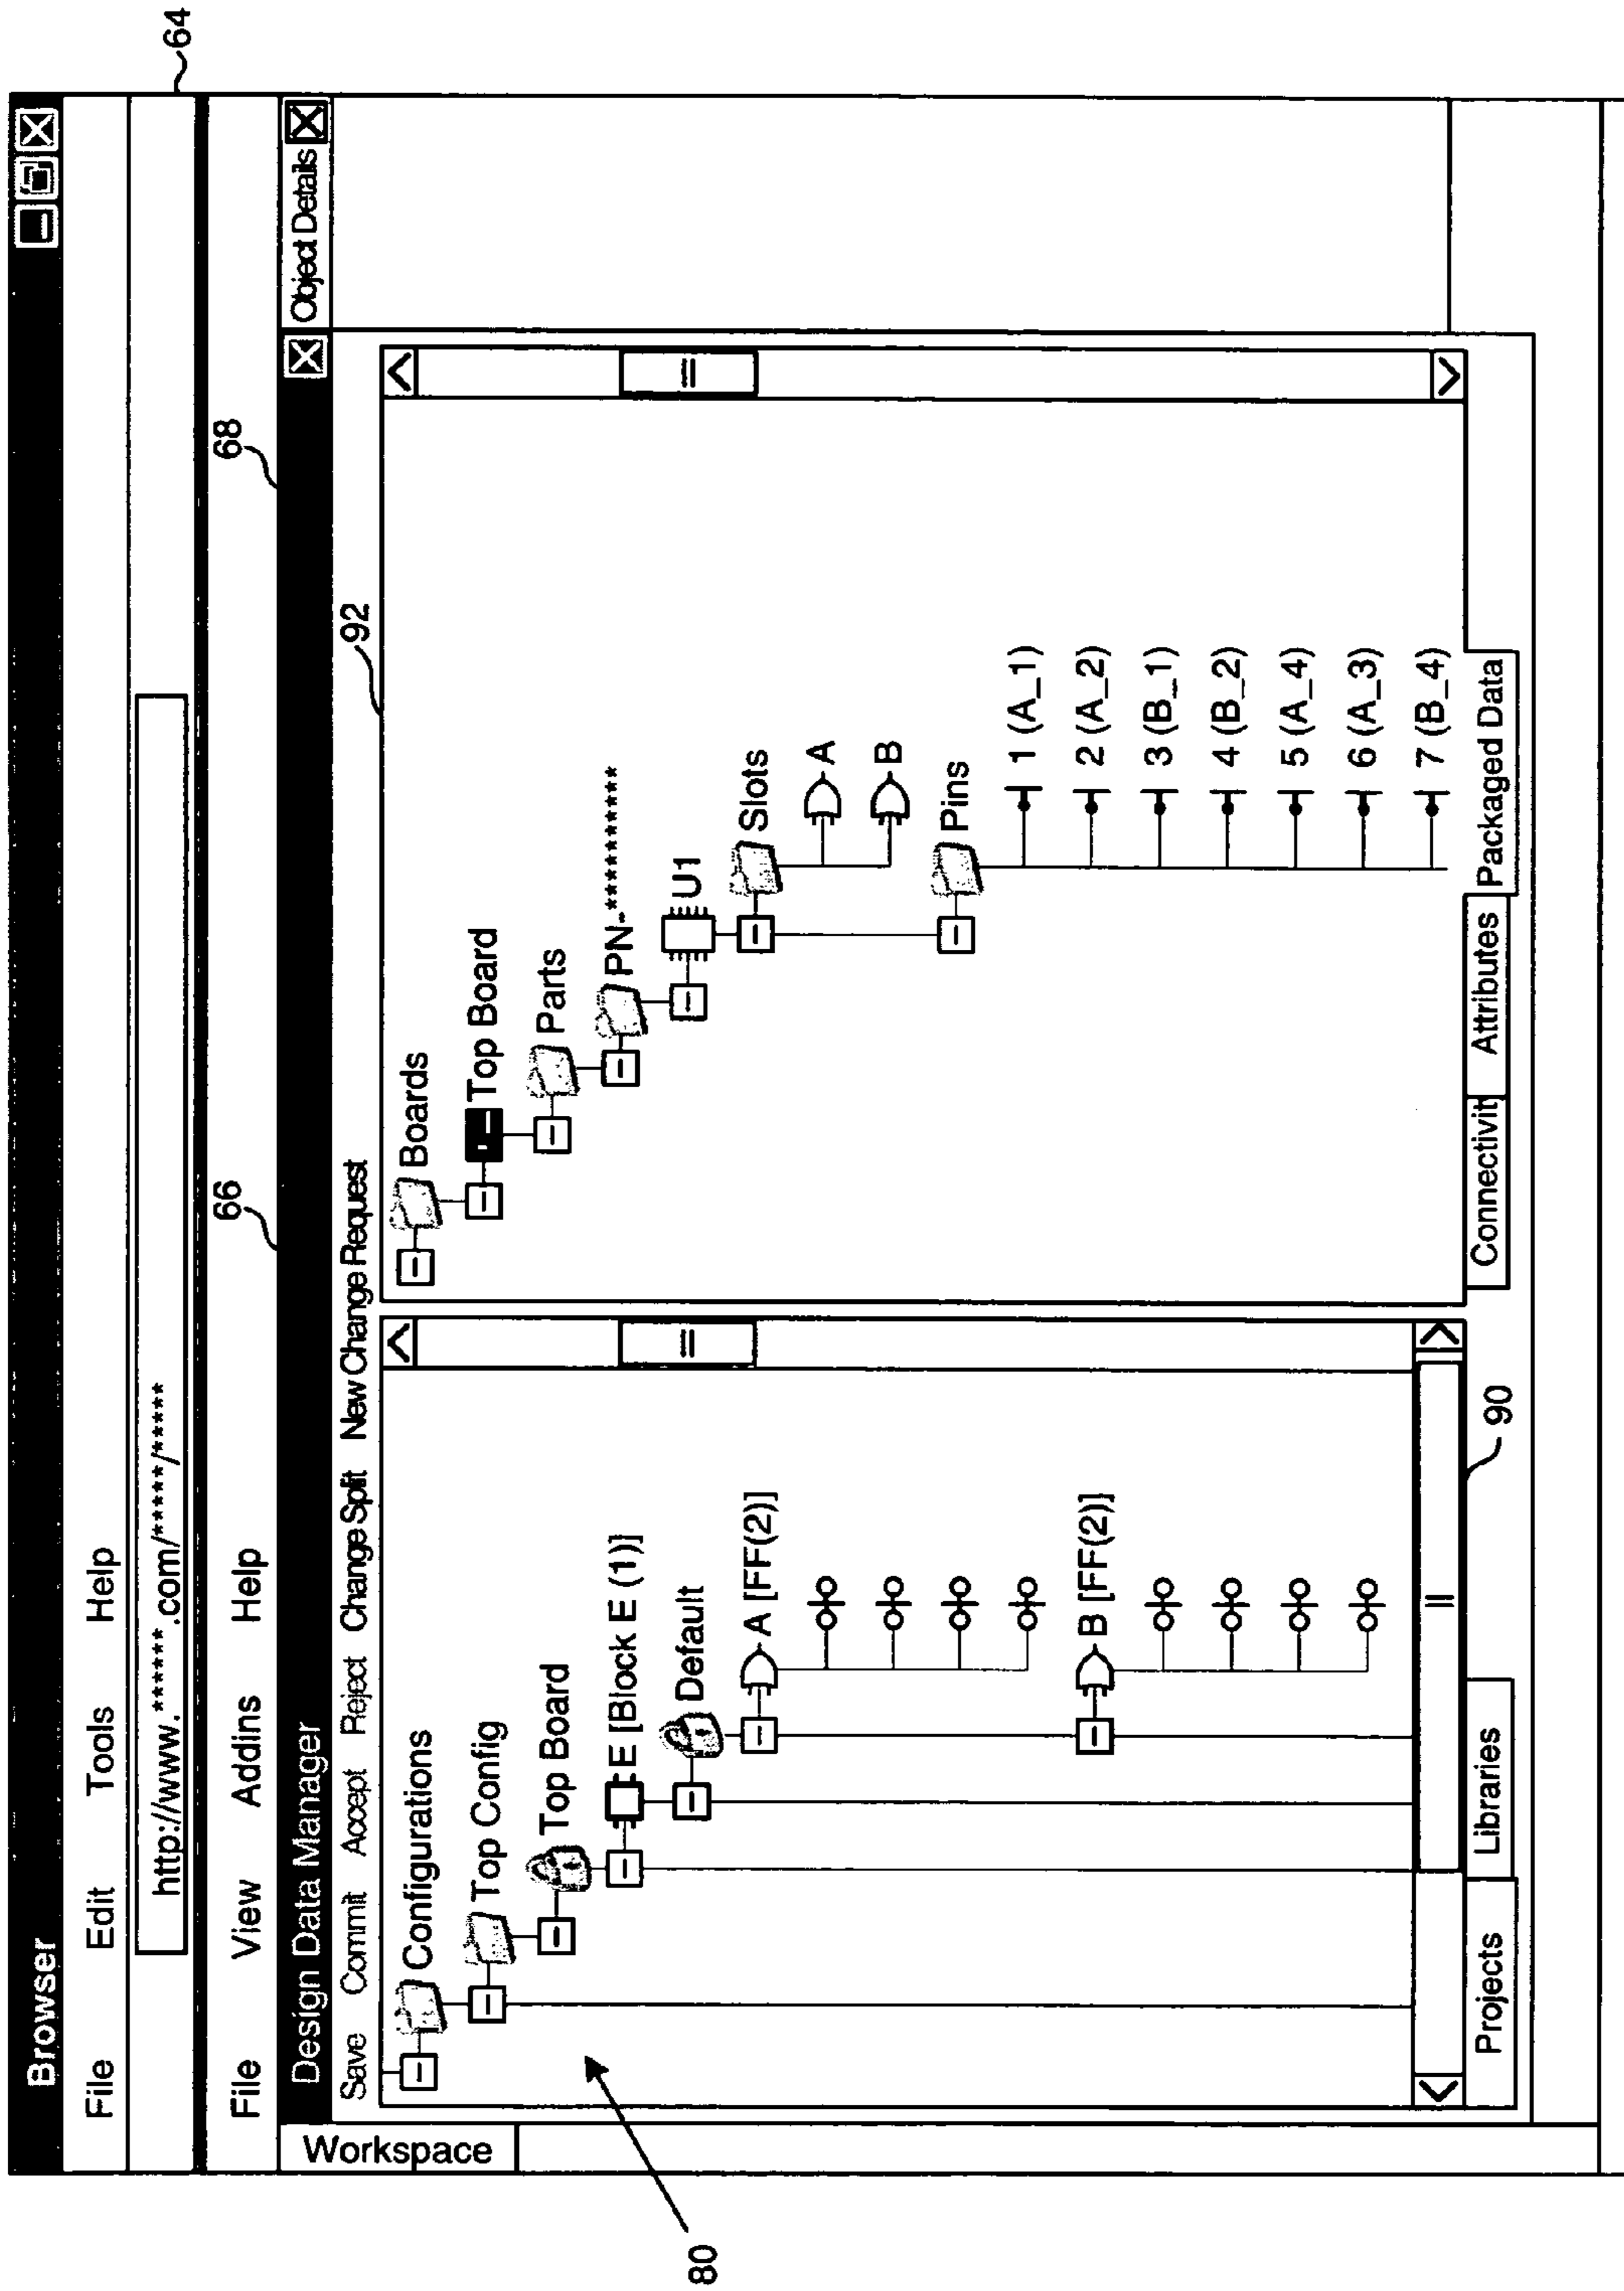 Browser
File Edit Tools Help
http://www.******.com/*****/*****
64
File View Addins Help
66
68
Workspace
Design Data Manager
Object Details
Save Commit Accept Reject Change Split New Change Request
92
80
Configurations
Top Config
Top Board
E [Block E (1)]
Default
A [FF(2)]
B [FF(2)]
Projects
Libraries
90
Boards
Top Board
Parts
PN-**********
U1
Slots
A
B
Pins
1 (A_1)
2 (A_2)
3 (B_1)
4 (B_2)
5 (A_4)
6 (A_3)
7 (B_4)
Connectivit
Attributes
Packaged Data